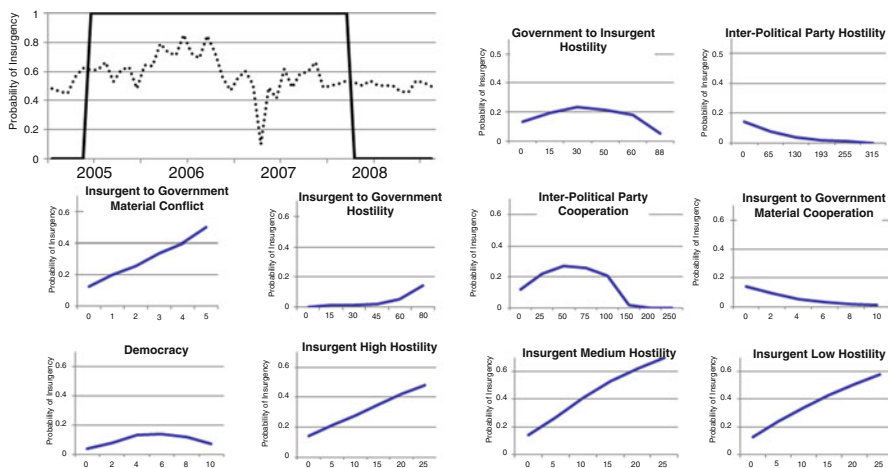 Probability of Insurgency
1
0.8
0.6
0.4
0.2
0
2005 2006 2007 2008
Government to Insurgent
Hostility
Probability of Insurgency
0.4
0.2
0
0 15 30 50 60 88
Inter-Political Party Hostility
Probability of Insurgency
0.4
0.2
0
0 65 130 193 255 315
Insurgent to Government
Material Conflict
Probability of Insurgency
0.6
0.4
0.2
0
0 1 2 3 4 5
Insurgent to Government
Hostility
Probability of Insurgency
0.6
0.4
0.2
0
0 15 30 45 60 80
Inter-Political Party
Cooperation
Probability of Insurgency
0.6
0.4
0.2
0
0 25 50 75 100 150 200 250
Insurgent to Government
Material Cooperation
Probability of Insurgency
0.6
0.4
0.2
0
0 2 4 6 8 10
Democracy
Probability of Insurgency
0.6
0.4
0.2
0
0 2 4 6 8 10
Insurgent High Hostility
Probability of Insurgency
0.6
0.4
0.2
0
0 5 10 15 20 25
Insurgent Medium Hostility
Probability of Insurgency
0.6
0.4
0.2
0
0 5 10 15 20 25
Insurgent Low Hostility
Probability of Insurgency
0.6
0.4
0.2
0
0 5 10 15 20 25